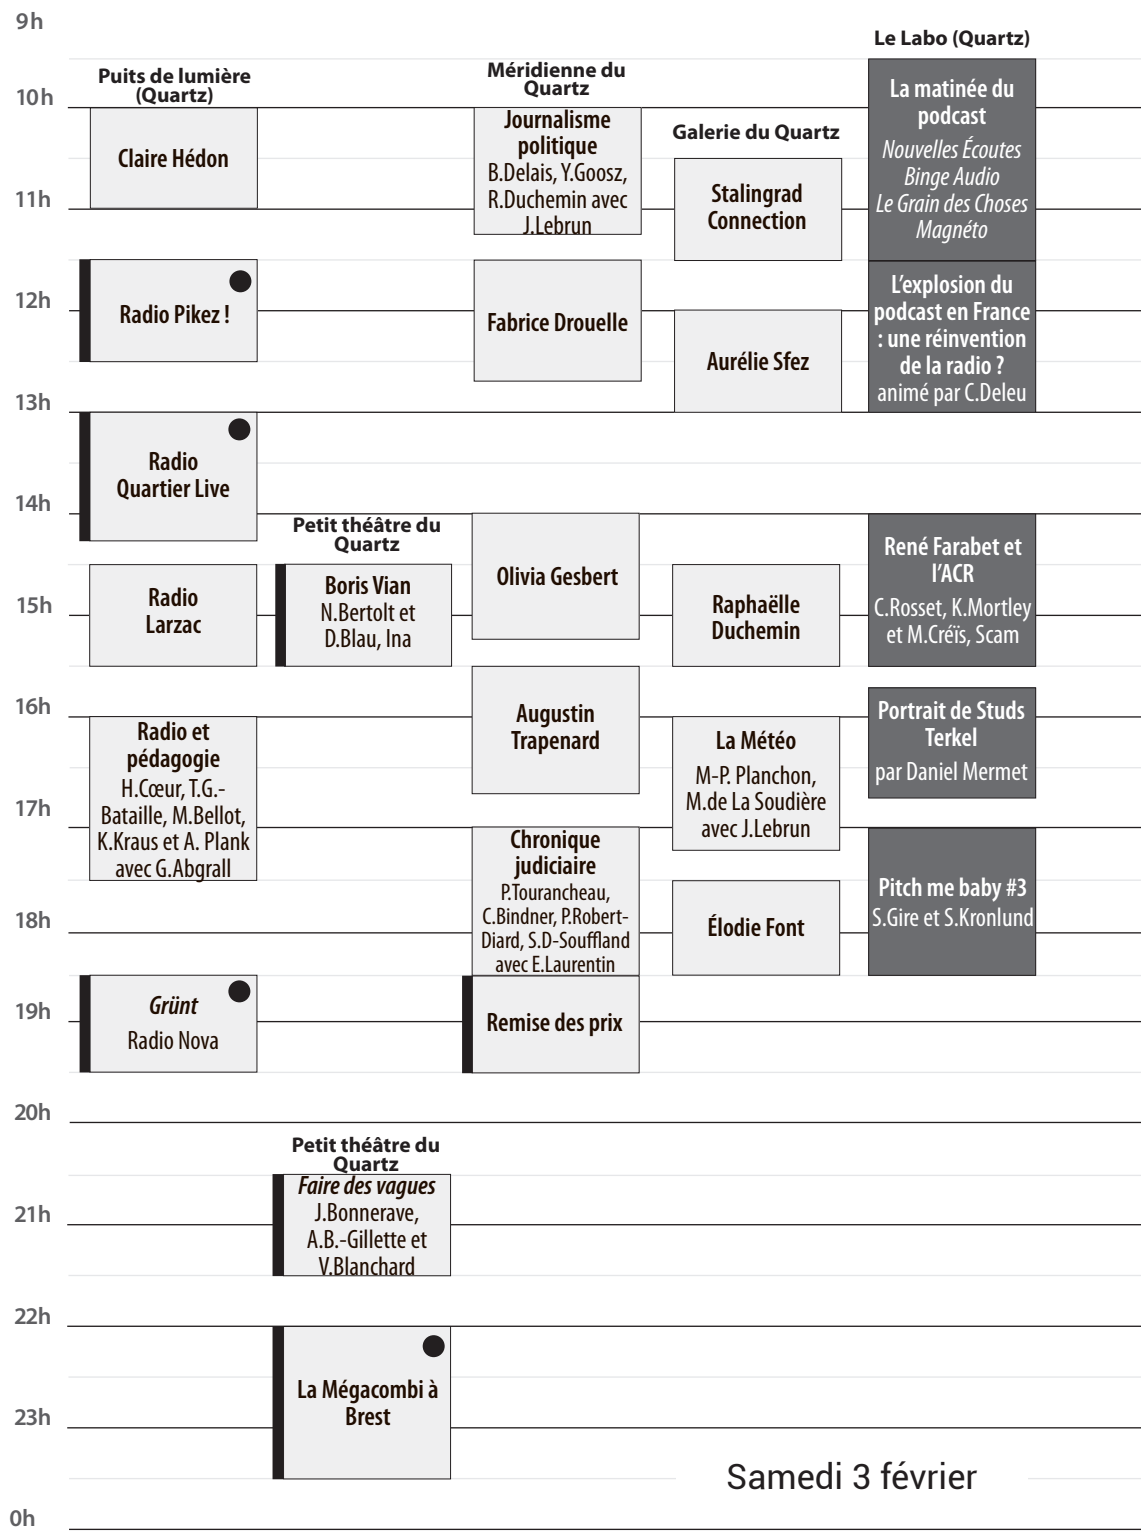 9h
10h
11h
12h
13h
14h
15h
16h
17h
18h
19h
20h
21h
22h
23h
0h
Puits de lumière
(Quartz)
Claire Hédon
Radio Pikez !
Radio
Quartier Live
Radio
Larzac
Radio et
pédagogie
H.Cœur, T.G.-
Bataille, M.Bellot,
K.Kraus et A. Plank
avec G.Abgrall
Grünt
Radio Nova
Petit théâtre du
Quartz
Boris Vian
N.Bertolt et
D.Blau, Ina
Petit théâtre du
Quartz
Faire des vagues
J.Bonnerave,
A.B.-Gillette et
V.Blanchard
La Mégacombi à
Brest
Méridienne du
Quartz
Journalisme
politique
B.Delais, Y.Goosz,
R.Duchemin avec
J.Lebrun
Fabrice Drouelle
Olivia Gesbert
Augustin
Trapenard
Chronique
judiciaire
P.Tourancheau,
C.Bindner, P.Robert-
Diard, S.D-Souffland
avec E.Laurentin
Remise des prix
Galerie du Quartz
Stalingrad
Connection
Aurélie Sfez
Raphaëlle
Duchemin
La Météo
M-P. Planchon,
M.de La Soudière
avec J.Lebrun
Élodie Font
Le Labo (Quartz)
La matinée du
podcast
Nouvelles Écoutes
Binge Audio
Le Grain des Choses
Magnéto
L'explosion du
podcast en France
: une réinvention
de la radio ?
animé par C.Deleu
René Farabet et
l'ACR
C.Rosset, K.Mortley
et M.Créïs, Scam
Portrait de Studs
Terkel
par Daniel Mermet
Pitch me baby #3
S.Gire et S.Kronlund
Samedi 3 février